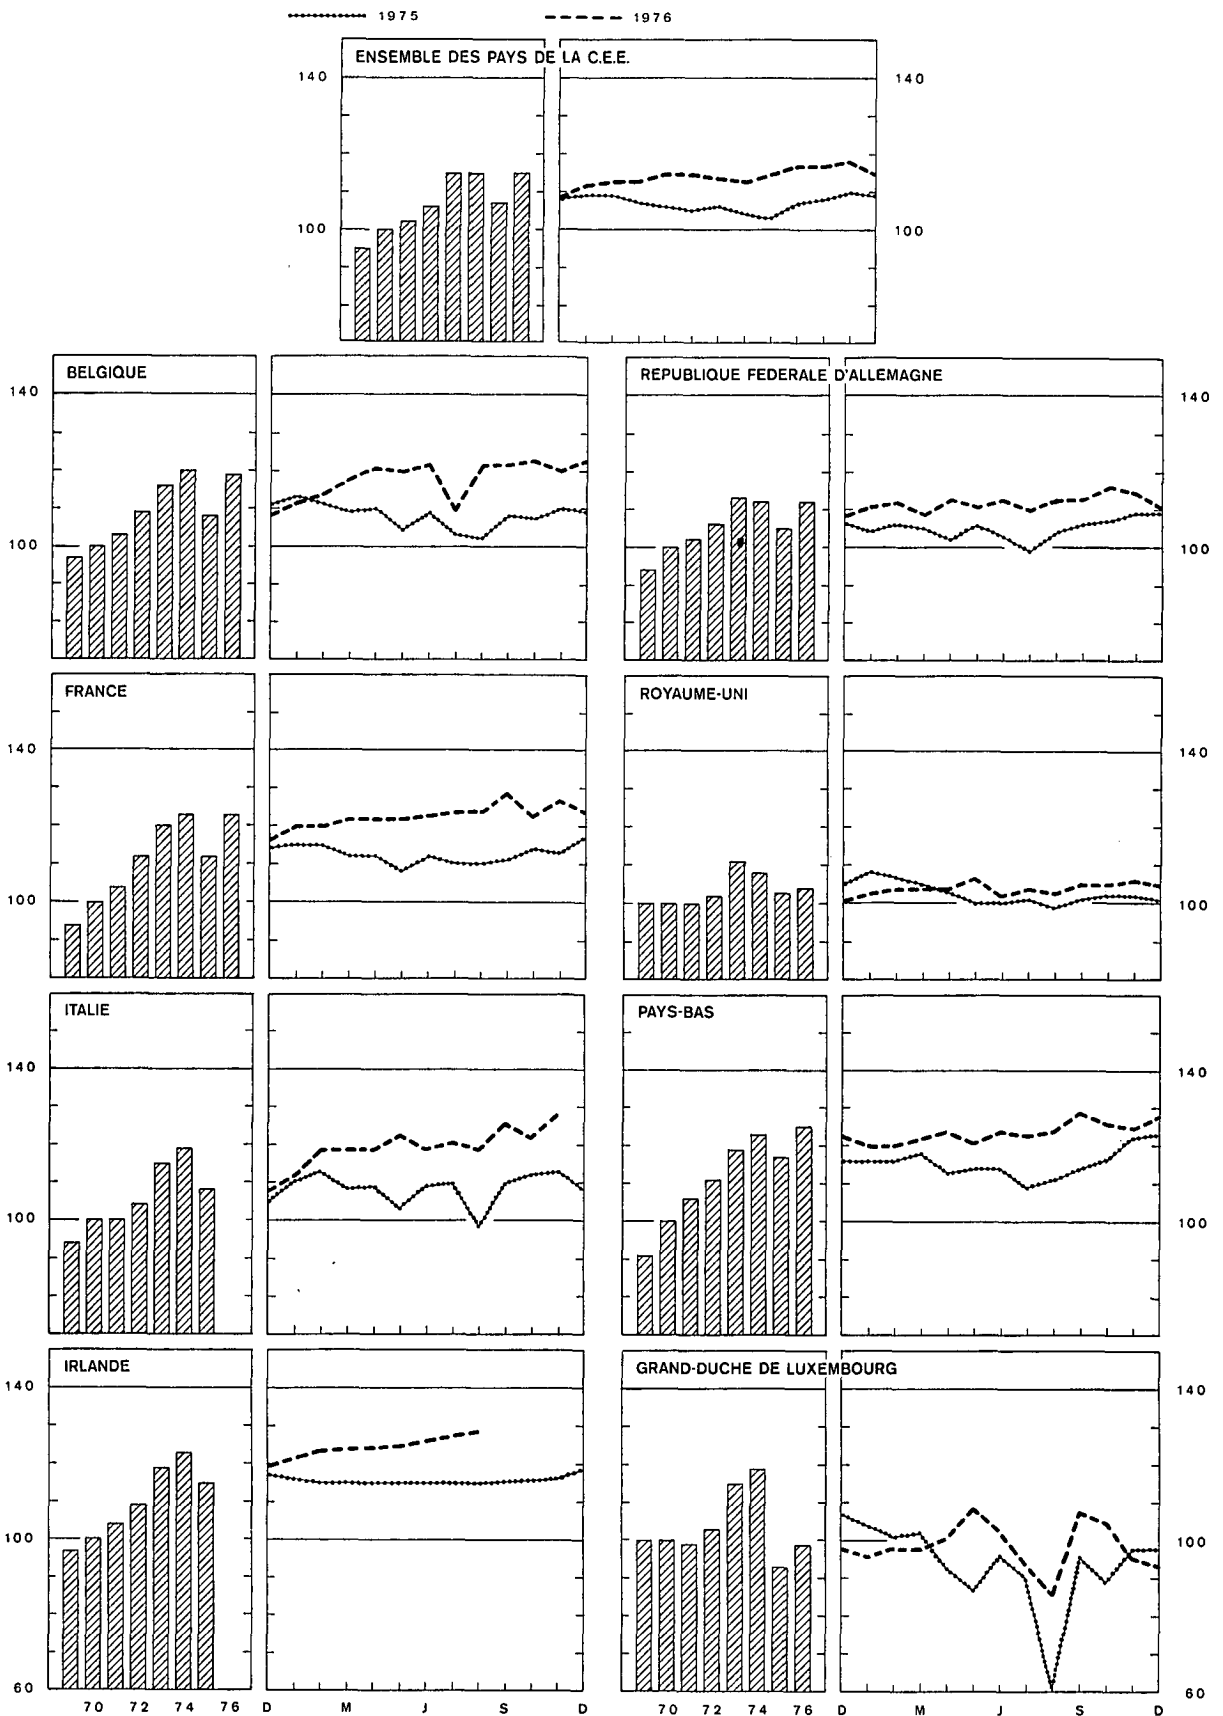 1975 1976
ENSEMBLE DES PAYS DE LA C.E.E.
140 140
100 100
BELGIQUE
REPUBLIQUE FEDERALE D'ALLEMAGNE
140 140
100 100
FRANCE
ROYAUME-UNI
140 140
100 100
ITALIE
PAYS-BAS
140 140
100 100
IRLANDE
GRAND-DUCHE DE LUXEMBOURG
140 140
100 100
60 60
70 72 74 76 D M J S D 70 72 74 76 D M J S D